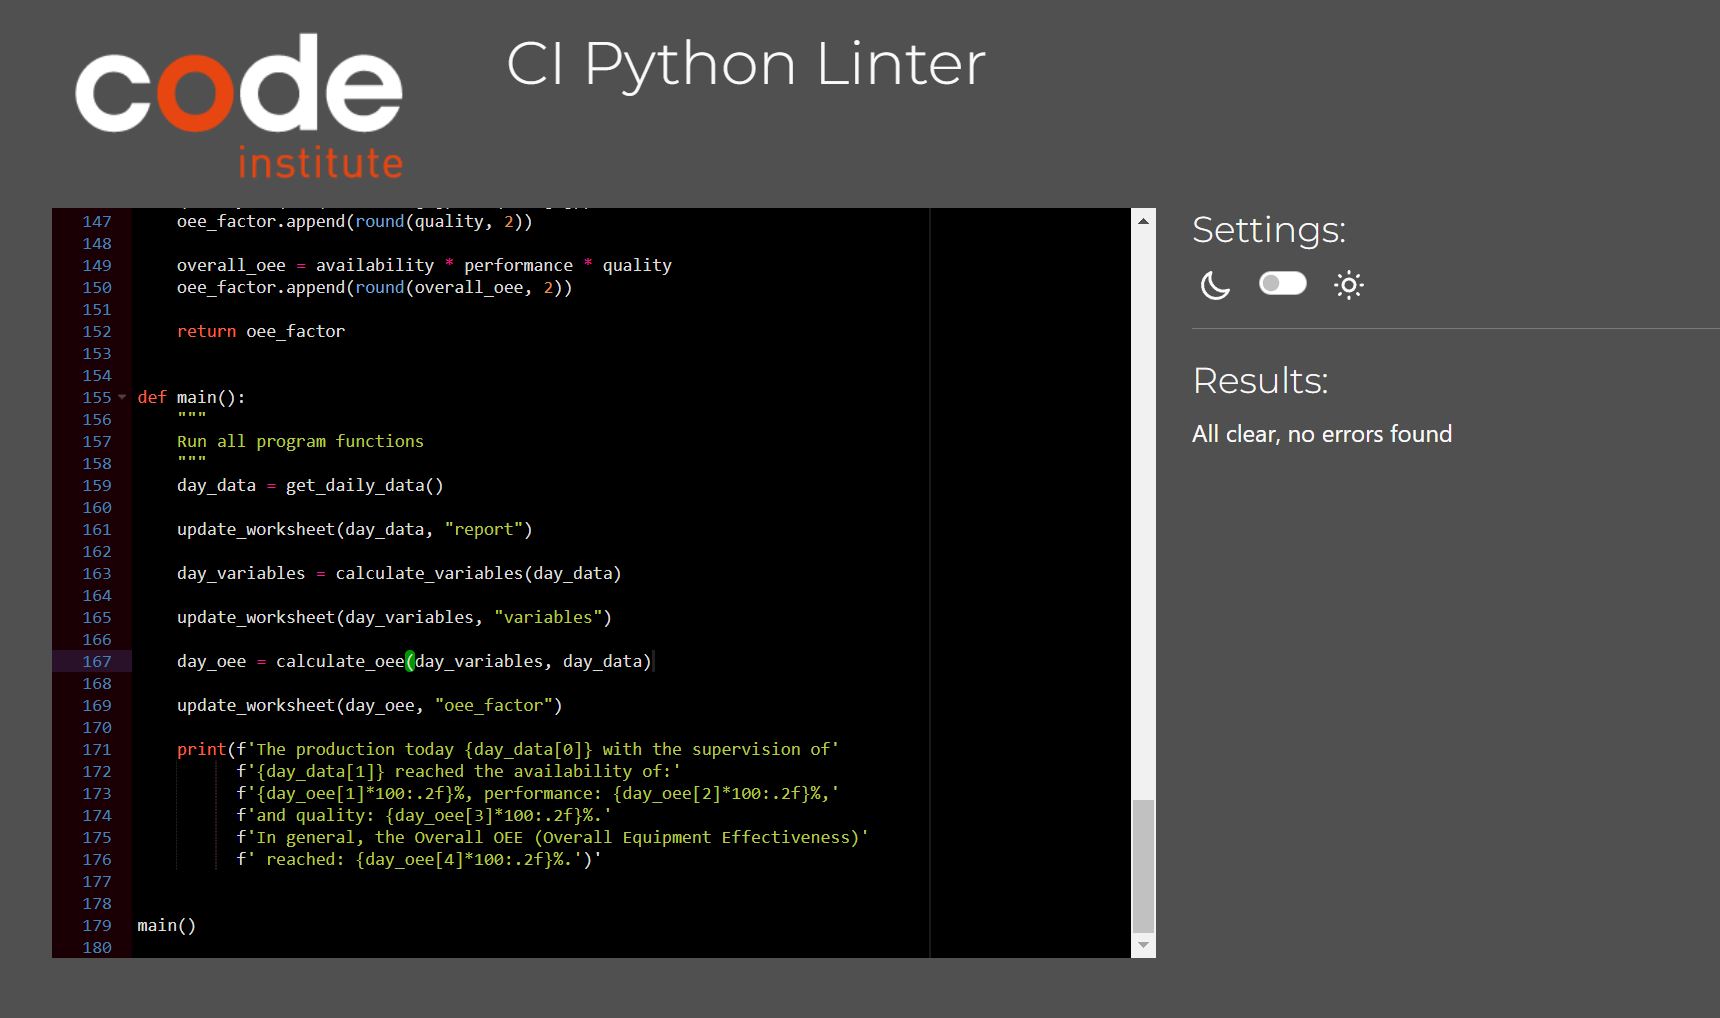 code
institute
CI Python Linter
147 oee_factor.append(round(quality, 2))
148
149 overall_oee = availability * performance * quality
150 oee_factor.append(round(overall_oee, 2))
151
152 return oee_factor
153
154
155 def main():
156 """
157 Run all program functions
158 """
159 day_data = get_daily_data()
160
161 update_worksheet(day_data, "report")
162
163 day_variables = calculate_variables(day_data)
164
165 update_worksheet(day_variables, "variables")
166
167 day_oee = calculate_oee(day_variables, day_data)
168
169 update_worksheet(day_oee, "oee_factor")
170
171 print(f'The production today {day_data[0]} with the supervision of'
172 f'{day_data[1]} reached the availability of:'
173 f'{day_oee[1]*100:.2f}%, performance: {day_oee[2]*100:.2f}%,'
174 f'and quality: {day_oee[3]*100:.2f}%.'
175 f'In general, the Overall OEE (Overall Equipment Effectiveness)'
176 f' reached: {day_oee[4]*100:.2f}%.')'
177
178
179 main()
180
Settings:
Results:
All clear, no errors found